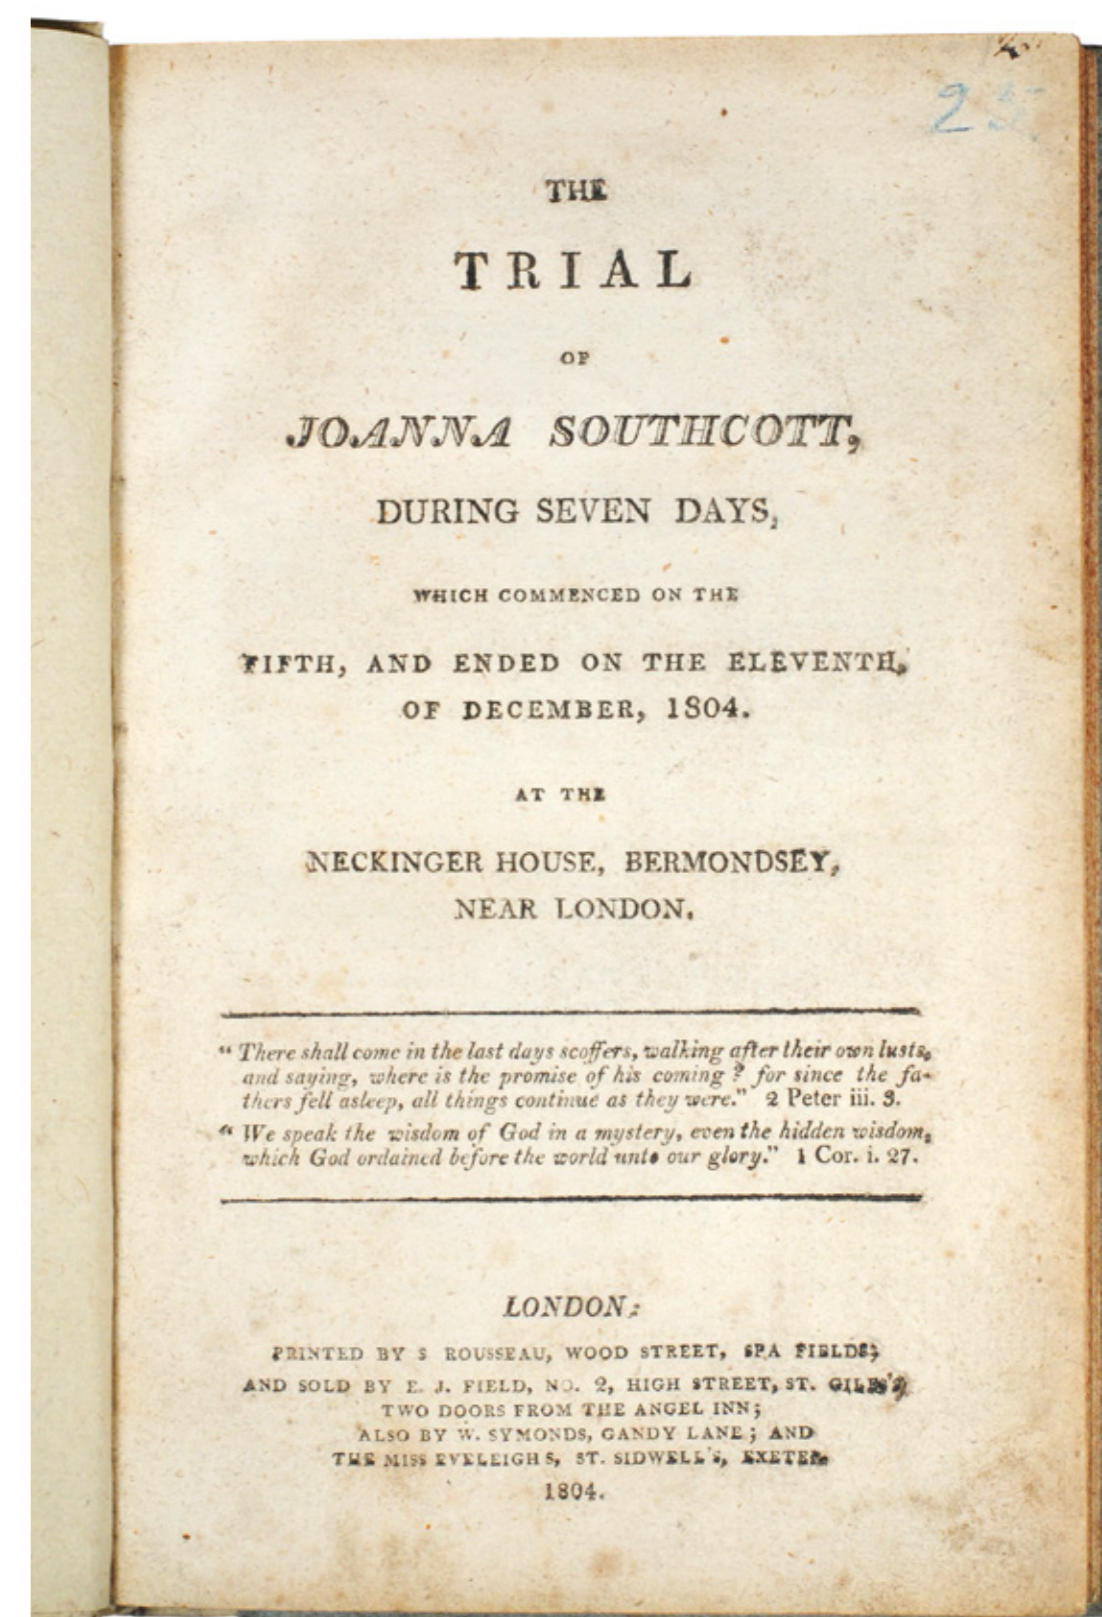 23
THE
TRIAL
OF
JOANNA SOUTHCOTT,
DURING SEVEN DAYS,
WHICH COMMENCED ON THE
FIFTH, AND ENDED ON THE ELEVENTH,
OF DECEMBER, 1804.
AT THE
NECKINGER HOUSE, BERMONDSEY,
NEAR LONDON.
“ There shall come in the last days scoffers, walking after their own lusts,
and saying, where is the promise of his coming ? for since the fa-
thers fell asleep, all things continue as they were.” 2 Peter iii. 3.
“ We speak the wisdom of God in a mystery, even the hidden wisdom,
which God ordained before the world unto our glory.” 1 Cor. i. 27.
LONDON:
PRINTED BY S ROUSSEAU, WOOD STREET, SPA FIELDS;
AND SOLD BY E. J. FIELD, NO. 2, HIGH STREET, ST. GILES's,
TWO DOORS FROM THE ANGEL INN;
ALSO BY W. SYMONDS, GANDY LANE; AND
THE MISS EVELEIGHS, ST. SIDWELL's, EXETER.
1804.